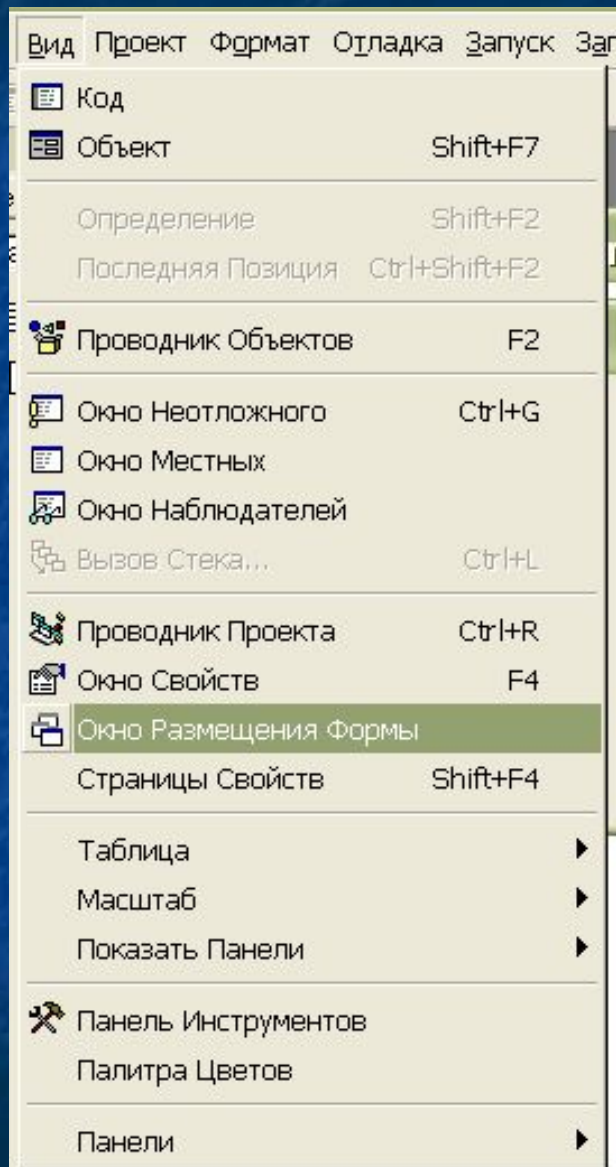 Вид Проект Формат Отладка Запуск
Код
Объект Shift+F7
Определение Shift+F2
Последняя Позиция Ctrl+Shift+F2
Проводник Объектов F2
Окно Неотложного Ctrl+G
Окно Местных
Окно Наблюдателей
Вызов Стека... Ctrl+L
Проводник Проекта Ctrl+R
Окно Свойств F4
Окно Размещения Формы
Страницы Свойств Shift+F4
Таблица
Масштаб
Показать Панели
Панель Инструментов
Палитра Цветов
Панели